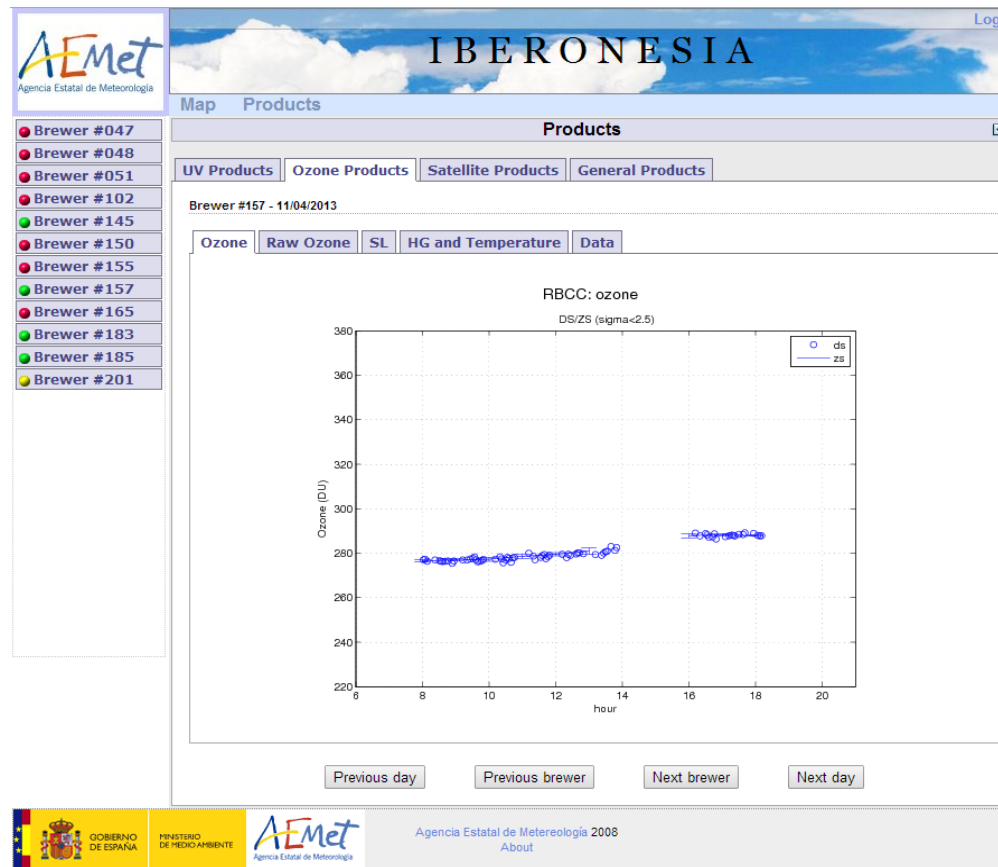 AEMet
Agencia Estatal de Meteorología
IBERONESIA
Log
Map Products
Brewer #047
Brewer #048
Brewer #051
Brewer #102
Brewer #145
Brewer #150
Brewer #155
Brewer #157
Brewer #165
Brewer #183
Brewer #185
Brewer #201
Products
UV Products Ozone Products Satellite Products General Products
Brewer #157 - 11/04/2013
Ozone Raw Ozone SL HG and Temperature Data
RBCC: ozone
DS/ZS (sigma<2.5)
ds
zs
380
360
340
320
300
280
260
240
220
Ozone (DU)
6 8 10 12 14 16 18 20
hour
Previous day Previous brewer Next brewer Next day
GOBIERNO
DE ESPAÑA
MINISTERIO
DE MEDIO AMBIENTE
AEMet
Agencia Estatal de Meteorología
Agencia Estatal de Metereología 2008
About